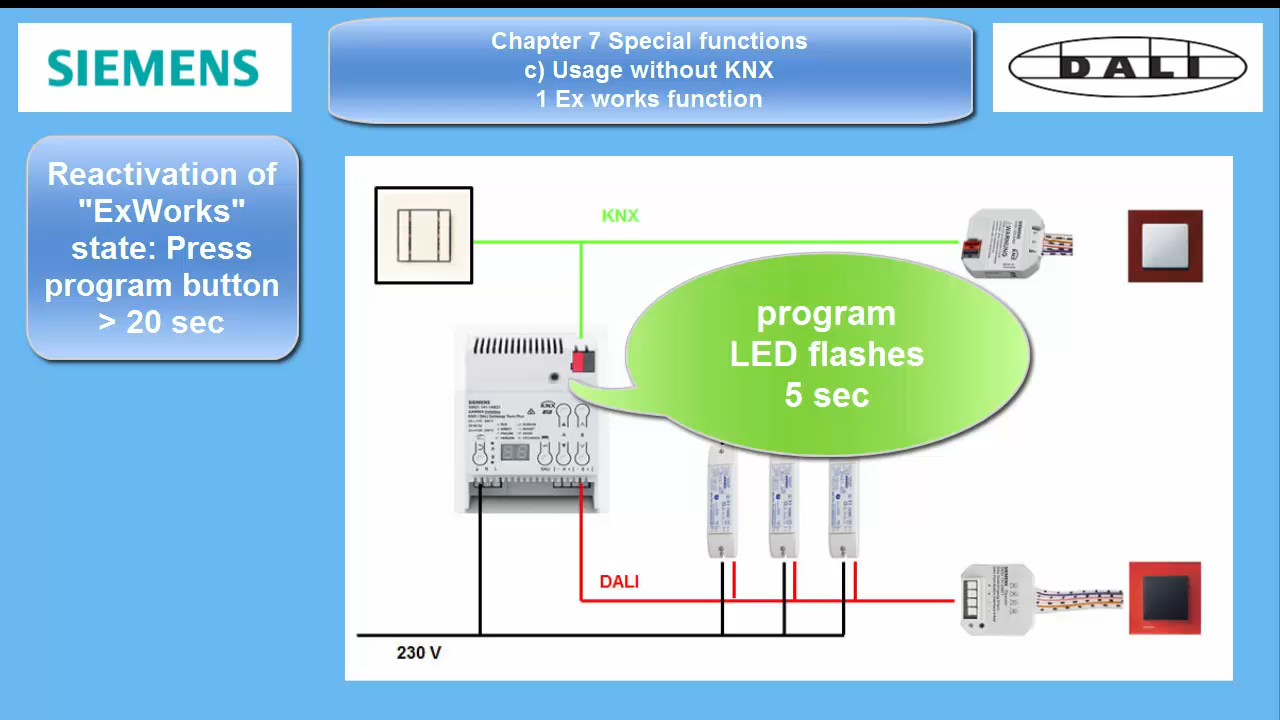 SIEMENS
Chapter 7 Special functions
c) Usage without KNX
1 Ex works function
DALI
Reactivation of
"ExWorks"
state: Press
program button
> 20 sec
KNX
program
LED flashes
5 sec
SIEMENS
KNX
DALI
230 V